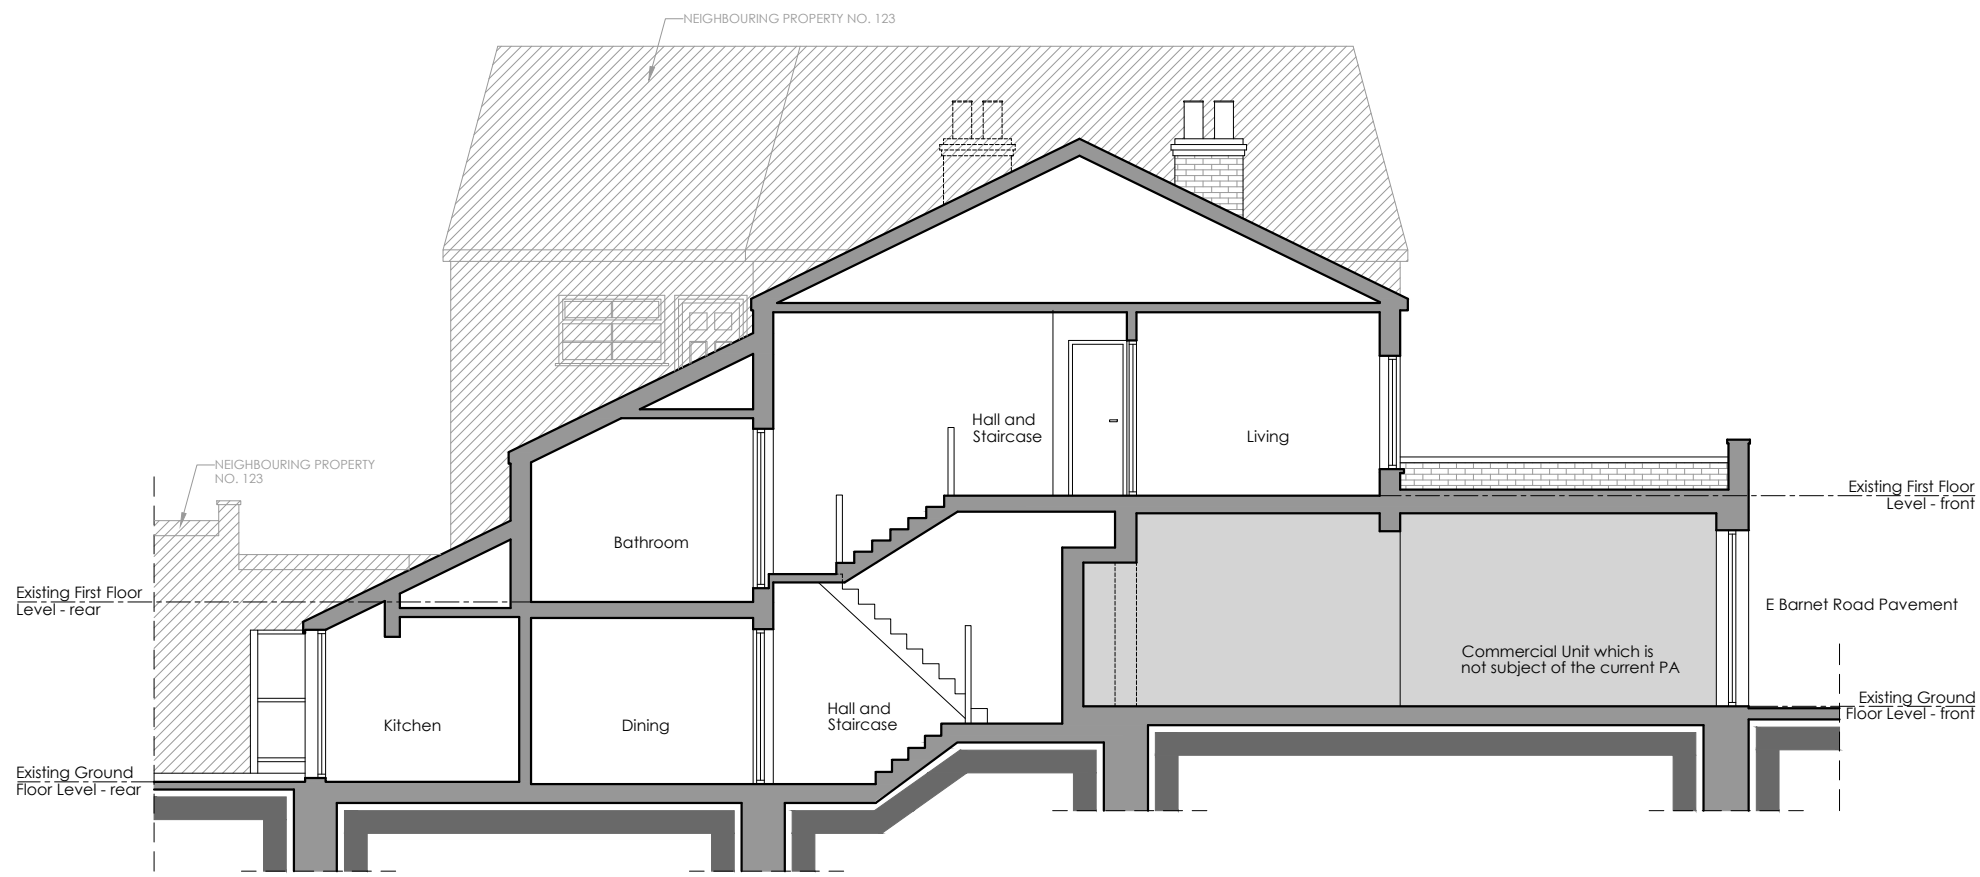 NEIGHBOURING PROPERTY NO. 123
Hall and
Staircase
Living
NEIGHBOURING PROPERTY
NO. 123
Existing First Floor
Level - front
Bathroom
Existing First Floor
Level - rear
E Barnet Road Pavement
Commercial Unit which is
not subject of the current PA
Existing Ground
Floor Level - front
Kitchen
Dining
Hall and
Staircase
Existing Ground
Floor Level - rear